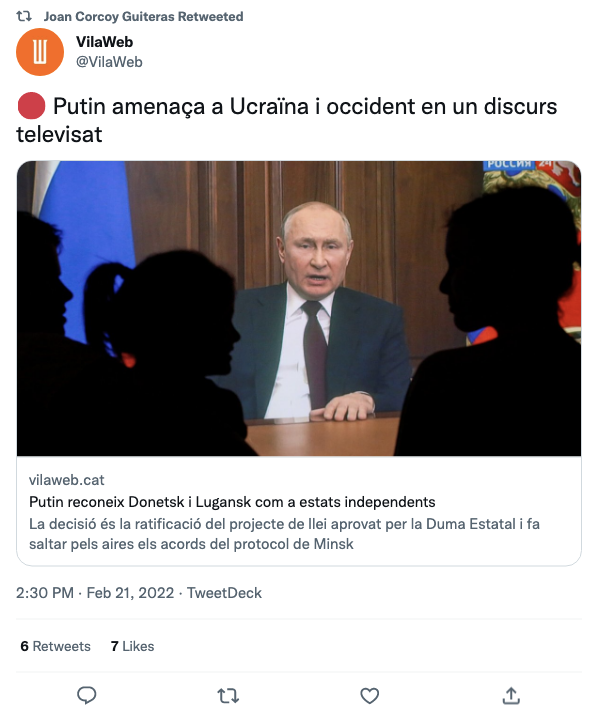 Joan Corcoy Guiteras Retweeted
VilaWeb
@VilaWeb
🔴 Putin amenaça a Ucraïna i occident en un discurs
televisat
РОССИЯ 24
vilaweb.cat
Putin reconeix Donetsk i Lugansk com a estats independents
La decisió és la ratificació del projecte de llei aprovat per la Duma Estatal i fa
saltar pels aires els acords del protocol de Minsk
2:30 PM · Feb 21, 2022 · TweetDeck
6 Retweets 7 Likes